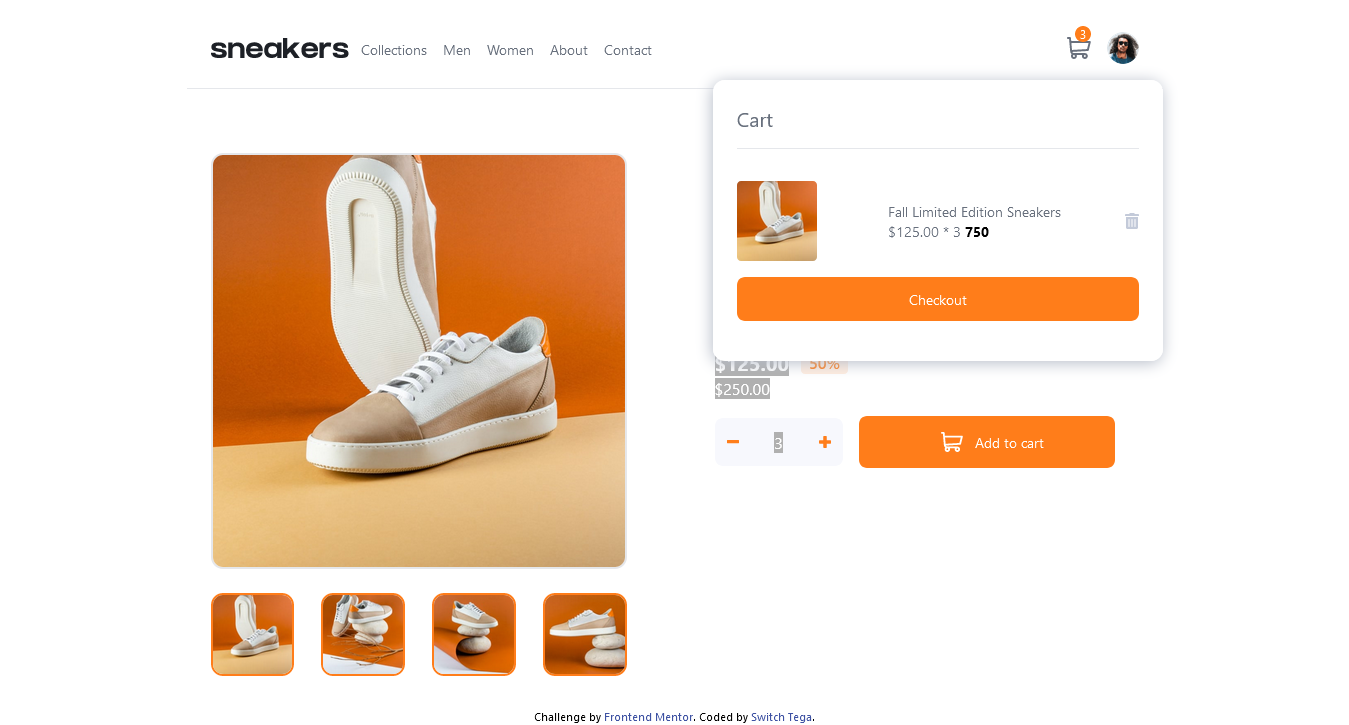 sneakers Collections Men Women About Contact 3
Cart
Fall Limited Edition Sneakers
$125.00 * 3 750
Checkout
$125.00 50%
$250.00
3 Add to cart
Challenge by Frontend Mentor. Coded by Switch Tega.